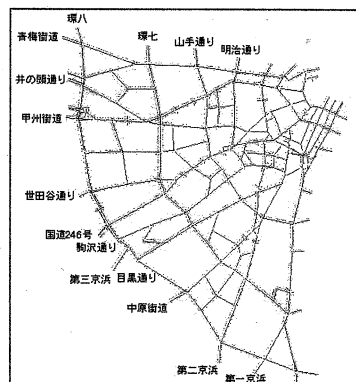 環八
青梅街道
環七
山手通り
明治通り
井の頭通り
甲州街道
世田谷通り
国道246号
駒沢通り
第三京浜
目黒通り
中原街道
第二京浜
第一京浜